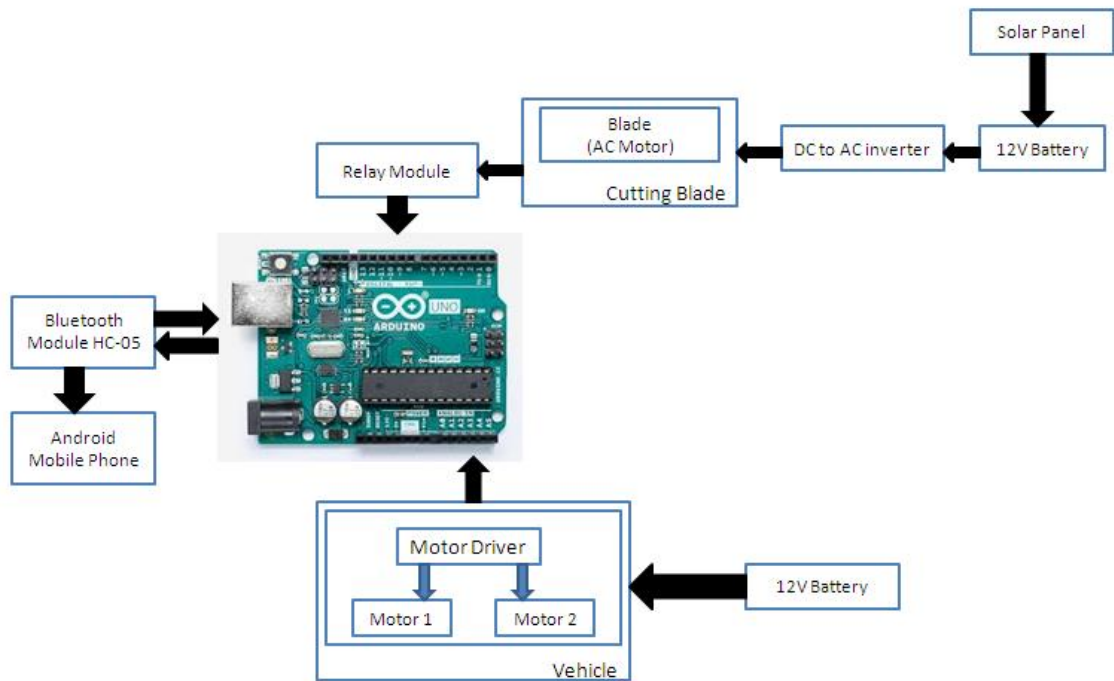 Solar Panel
Blade
(AC Motor)
DC to AC inverter
12V Battery
Relay Module
Cutting Blade
UNO
ARDUINO
Bluetooth
Module HC-05
Android
Mobile Phone
Motor Driver
12V Battery
Motor 1
Motor 2
Vehicle